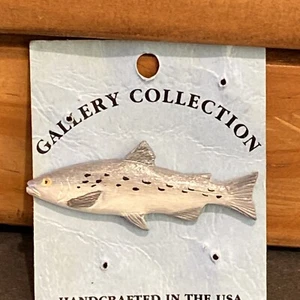 GALLERY COLLECTION
HANDCRAFTED IN THE USA